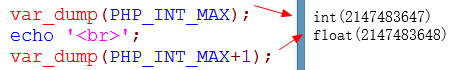 var_dump(PHP_INT_MAX);
echo '<br>';
var_dump(PHP_INT_MAX+1);
int(2147483647)
float(2147483648)